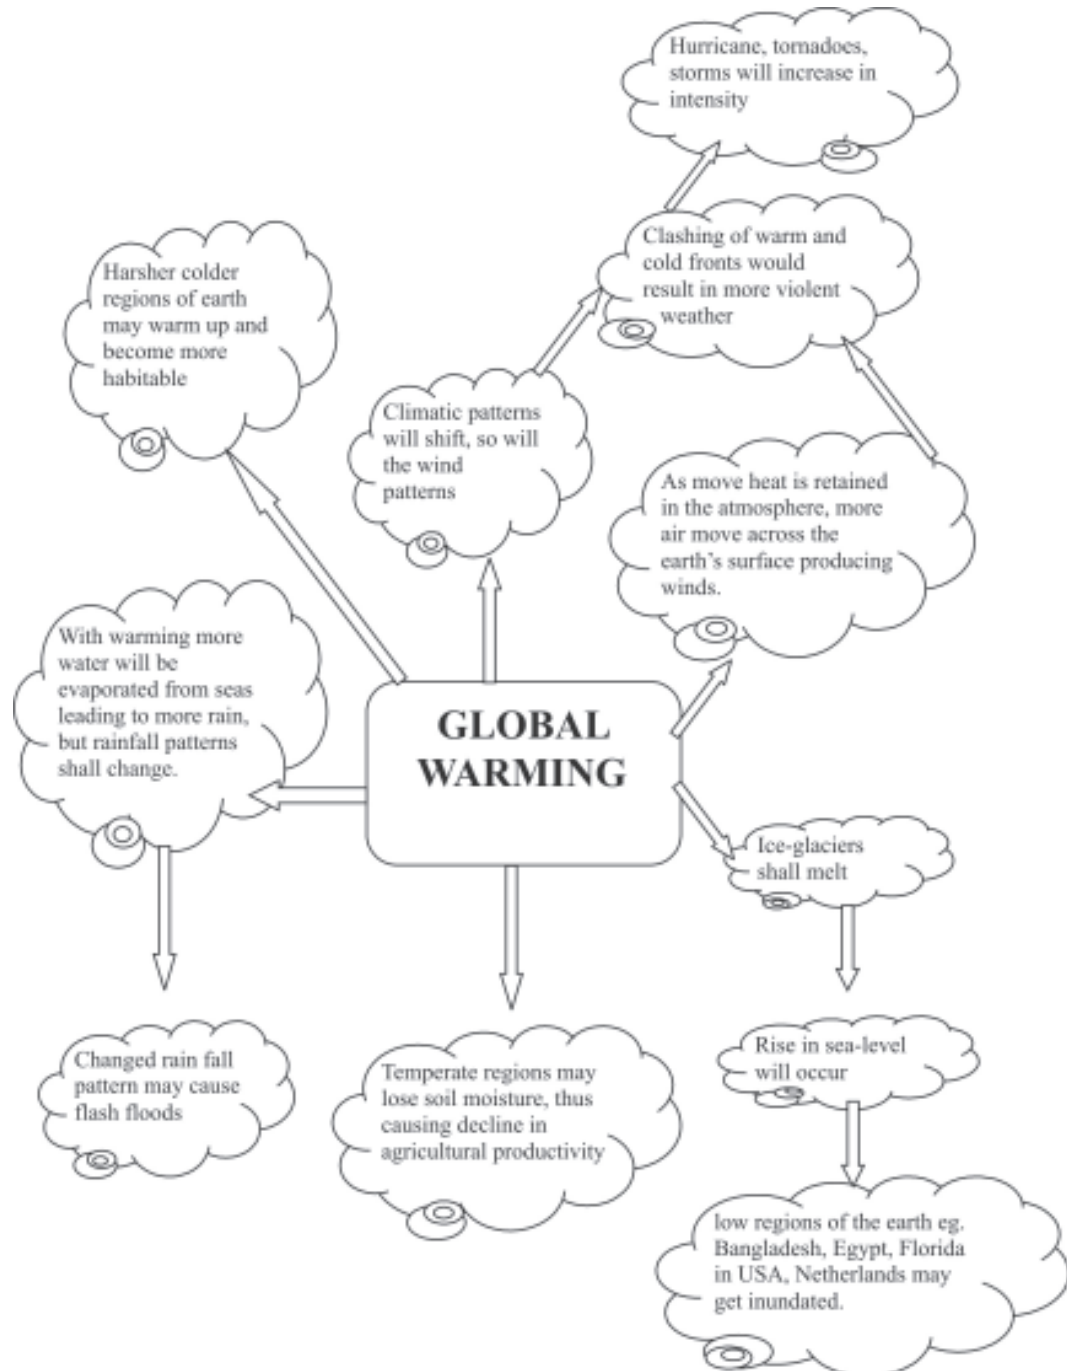 Hurricane, tornadoes,
storms will increase in
intensity
Clashing of warm and
cold fronts would
result in more violent
weather
Harsher colder
regions of earth
may warm up and
become more
habitable
Climatic patterns
will shift, so will
the wind
patterns
As move heat is retained
in the atmosphere, more
air move across the
earth's surface producing
winds.
With warming more
water will be
evaporated from seas
leading to more rain,
but rainfall patterns
shall change.
GLOBAL
WARMING
Ice-glaciers
shall melt
Changed rain fall
pattern may cause
flash floods
Temperate regions may
lose soil moisture, thus
causing decline in
agricultural productivity
Rise in sea-level
will occur
low regions of the earth eg.
Bangladesh, Egypt, Florida
in USA, Netherlands may
get inundated.